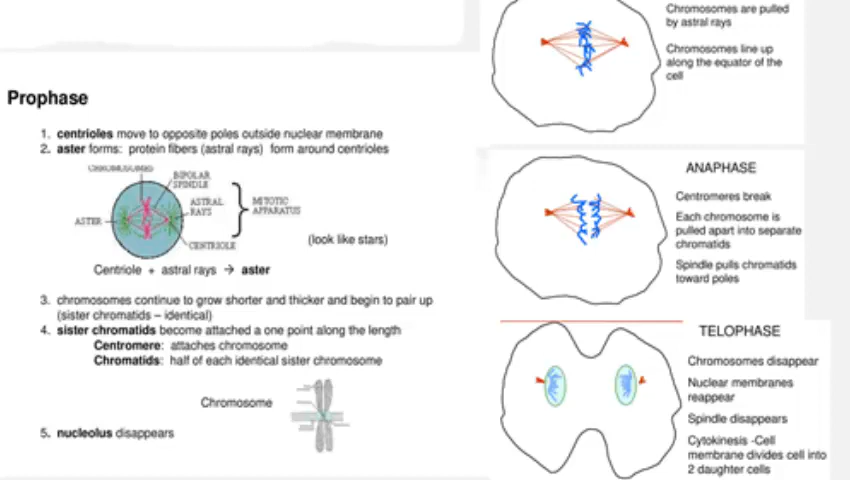 Prophase
1. centrioles move to opposite poles outside nuclear membrane
2. aster forms: protein fibers (astral rays) form around centrioles
CHROMOSOMES
BIPOLAR
SPINDLE
ASTRAL
RAYS
MITOTIC
APPARATUS
ASTER
CENTRIOLE
(look like stars)
Centriole + astral rays → aster
3. chromosomes continue to grow shorter and thicker and begin to pair up
(sister chromatids – identical)
4. sister chromatids become attached a one point along the length
Centromere: attaches chromosome
Chromatids: half of each identical sister chromosome
Chromosome
5. nucleolus disappears
Chromosomes are pulled
by astral rays
Chromosomes line up
along the equator of the
cell
ANAPHASE
Centromeres break
Each chromosome is
pulled apart into separate
chromatids
Spindle pulls chromatids
toward poles
TELOPHASE
Chromosomes disappear
Nuclear membranes
reappear
Spindle disappears
Cytokinesis -Cell
membrane divides cell into
2 daughter cells